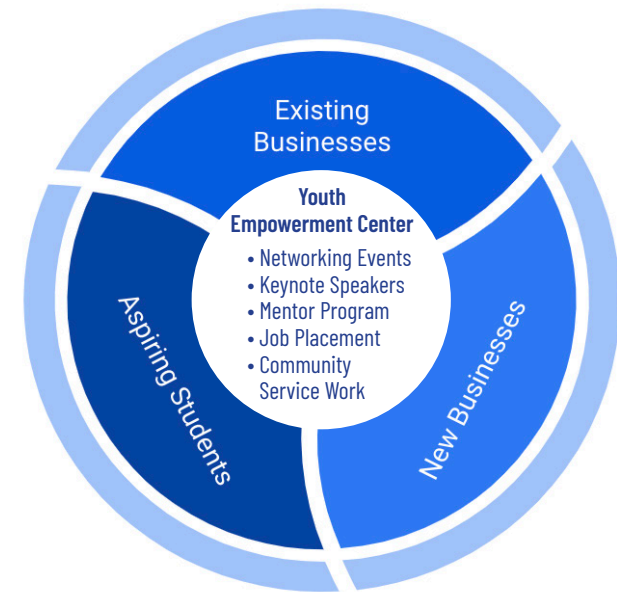 Existing
Businesses
Youth
Empowerment Center
• Networking Events
• Keynote Speakers
• Mentor Program
• Job Placement
• Community
Service Work
Aspiring Students
New Businesses